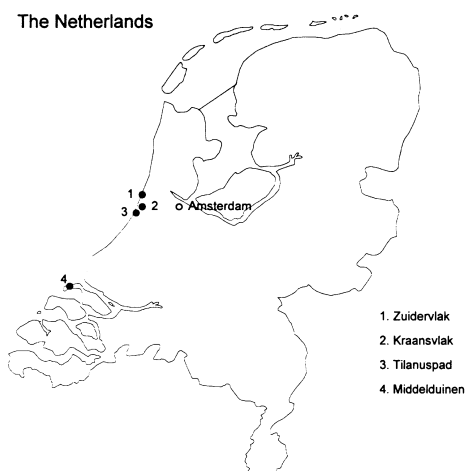 The Netherlands
1
2
3
Amsterdam
4
1. Zuidervlak
2. Kraansvlak
3. Tilanuspad
4. Middelduinen